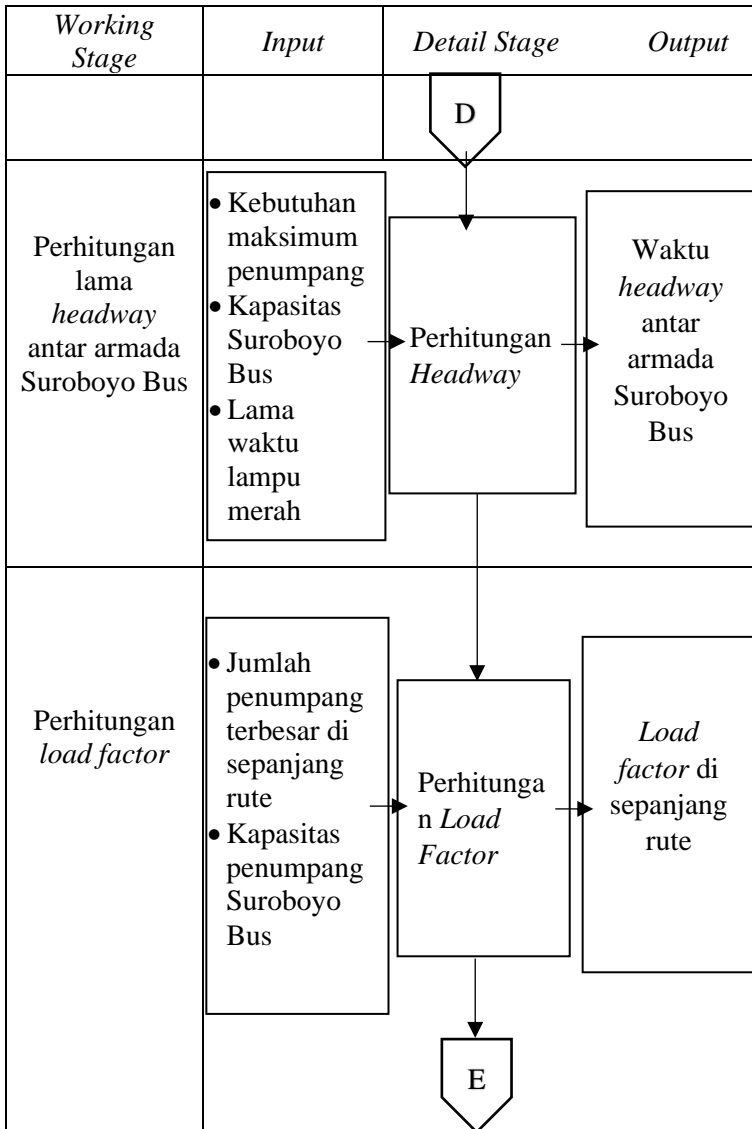 Working
Stage
Input
Detail Stage
Output
D
Perhitungan
lama
headway
antar armada
Suroboyo Bus
• Kebutuhan
maksimum
penumpang
• Kapasitas
Suroboyo
Bus
• Lama
waktu
lampu
merah
Perhitungan
Headway
Waktu
headway
antar
armada
Suroboyo
Bus
Perhitungan
load factor
• Jumlah
penumpang
terbesar di
sepanjang
rute
• Kapasitas
penumpang
Suroboyo
Bus
Perhitunga
n Load
Factor
Load
factor di
sepanjang
rute
E